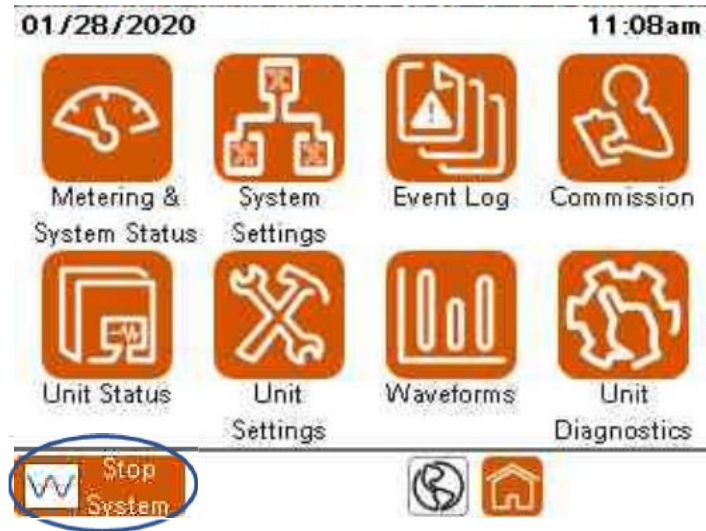 01/28/2020 11:08am
Metering & System Event Log Commission
System Status Settings
Unit Status Unit Waveforms Unit
Settings Diagnostics
Stop
System